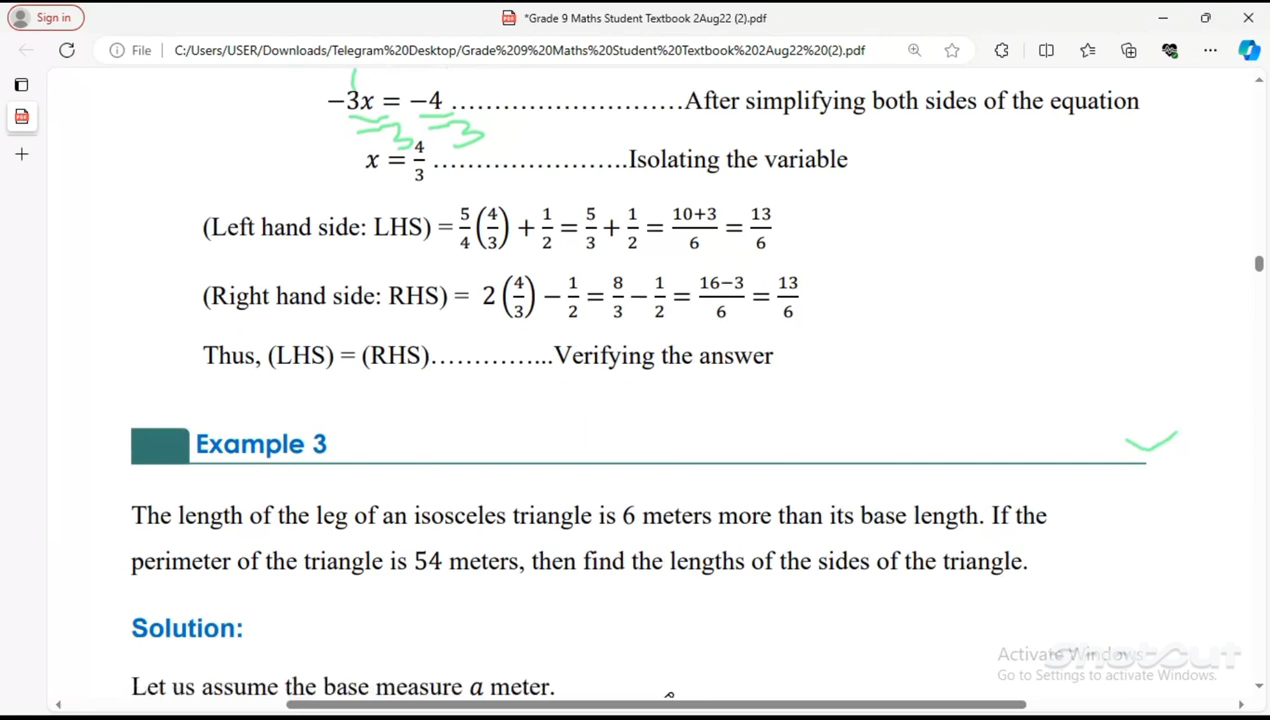 Sign in
*Grade 9 Maths Student Textbook 2Aug22 (2).pdf
File C:/Users/USER/Downloads/Telegram%20Desktop/Grade%209%20Maths%20Student%20Textbook%202Aug22%20(2).pdf
−3x = −4 ...........................After simplifying both sides of the equation
3 3
x = 4/3 .......................Isolating the variable
(Left hand side: LHS) = 5/4 (4/3) + 1/2 = 5/3 + 1/2 = 10+3/6 = 13/6
(Right hand side: RHS) = 2 (4/3) − 1/2 = 8/3 − 1/2 = 16−3/6 = 13/6
Thus, (LHS) = (RHS)…………...Verifying the answer
Example 3
The length of the leg of an isosceles triangle is 6 meters more than its base length. If the
perimeter of the triangle is 54 meters, then find the lengths of the sides of the triangle.
Solution:
Activate Windows
shotcut
Go to Settings to activate Windows.
Let us assume the base measure a meter.